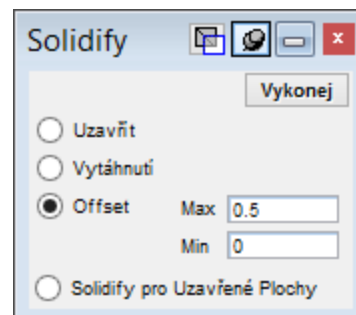 Solidify
Vykonej
Uzavřít
Vytáhnutí
Offset Max 0.5
Min 0
Solidify pro Uzavřené Plochy